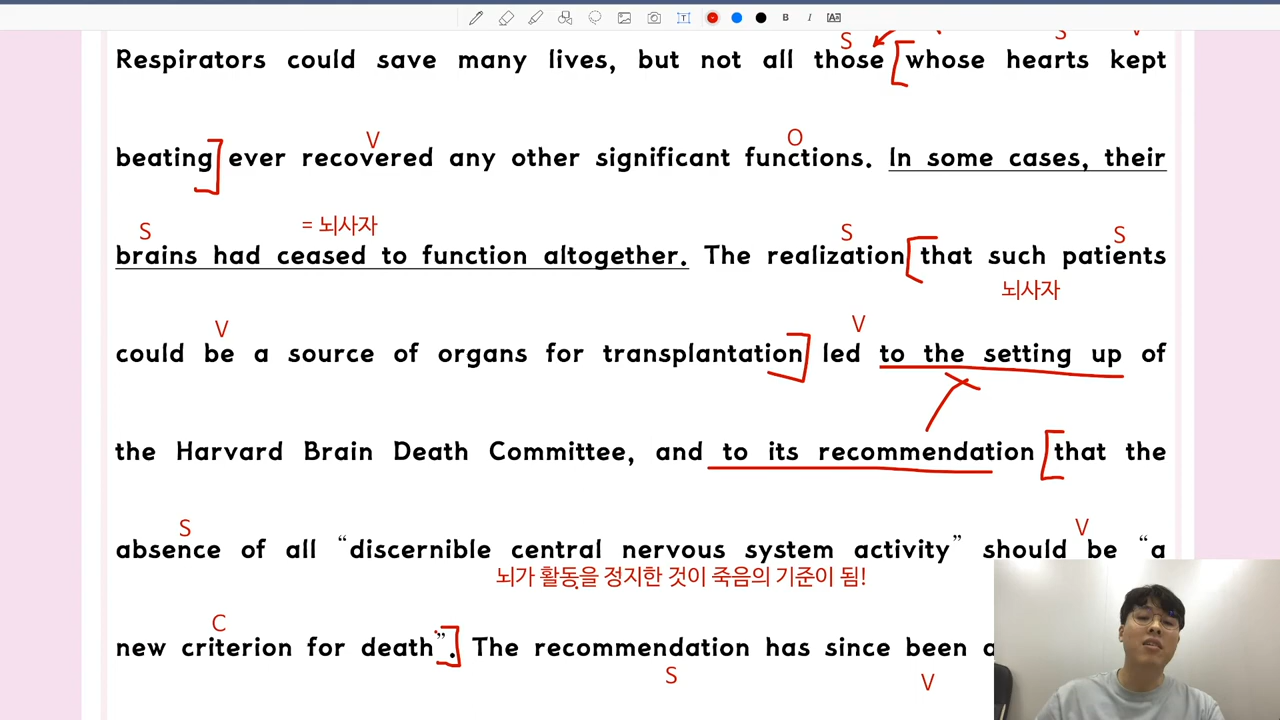 B I A
S S V
Respirators could save many lives, but not all those [whose hearts kept
V O
beating] ever recovered any other significant functions. In some cases, their
S = 뇌사자 S S
brains had ceased to function altogether. The realization [that such patients
뇌사자
V V
could be a source of organs for transplantation] led to the setting up of
the Harvard Brain Death Committee, and to its recommendation [that the
S V
absence of all “discernible central nervous system activity” should be “a
뇌가 활동을 정지한 것이 죽음의 기준이 됨!
C
new criterion for death”.] The recommendation has since been a
S V